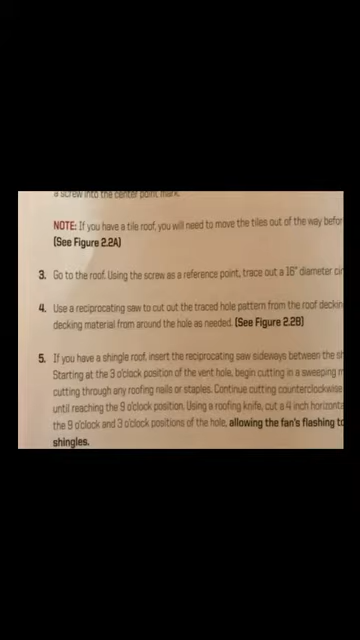 a screw into the center point mark.
NOTE: If you have a tile roof, you will need to move the tiles out of the way
(See Figure 2.2A)
3. Go to the roof. Using the screw as a reference point, trace out a 16" diameter
4. Use a reciprocating saw to cut out the traced hole pattern from the roof
decking material from around the hole as needed. (See Figure 2.2B)
5. If you have a shingle roof, insert the reciprocating saw sideways between the
Starting at the 3 o'clock position of the vent hole, begin cutting in a sweeping
cutting through any roofing nails or staples. Continue cutting counterclockwise
until reaching the 9 o'clock position. Using a roofing knife, cut a 4 inch
the 9 o'clock and 3 o'clock positions of the hole, allowing the fan's flashing to
shingles.